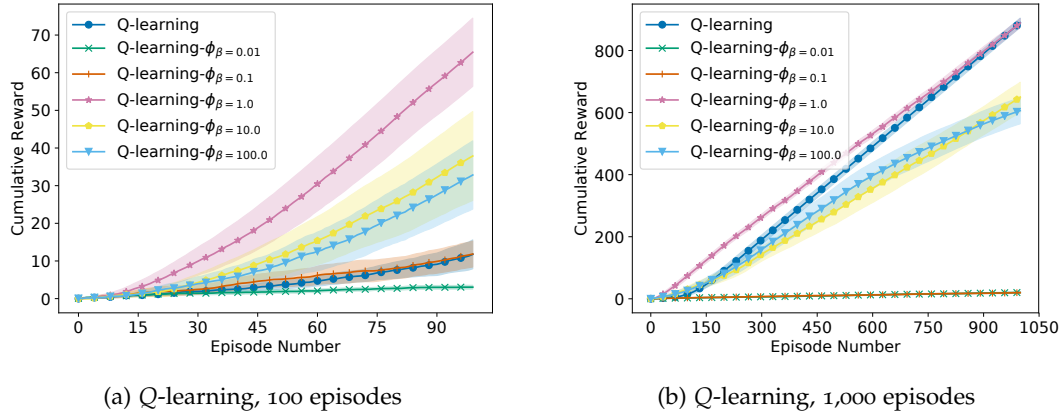 Q-learning
Q-learning-ϕβ=0.01
Q-learning-ϕβ=0.1
Q-learning-ϕβ=1.0
Q-learning-ϕβ=10.0
Q-learning-ϕβ=100.0
70
60
50
40
30
20
10
0
Cumulative Reward
0 15 30 45 60 75 90
Episode Number
(a) Q-learning, 100 episodes
Q-learning
Q-learning-ϕβ=0.01
Q-learning-ϕβ=0.1
Q-learning-ϕβ=1.0
Q-learning-ϕβ=10.0
Q-learning-ϕβ=100.0
800
600
400
200
0
Cumulative Reward
0 150 300 450 600 750 900 1050
Episode Number
(b) Q-learning, 1,000 episodes